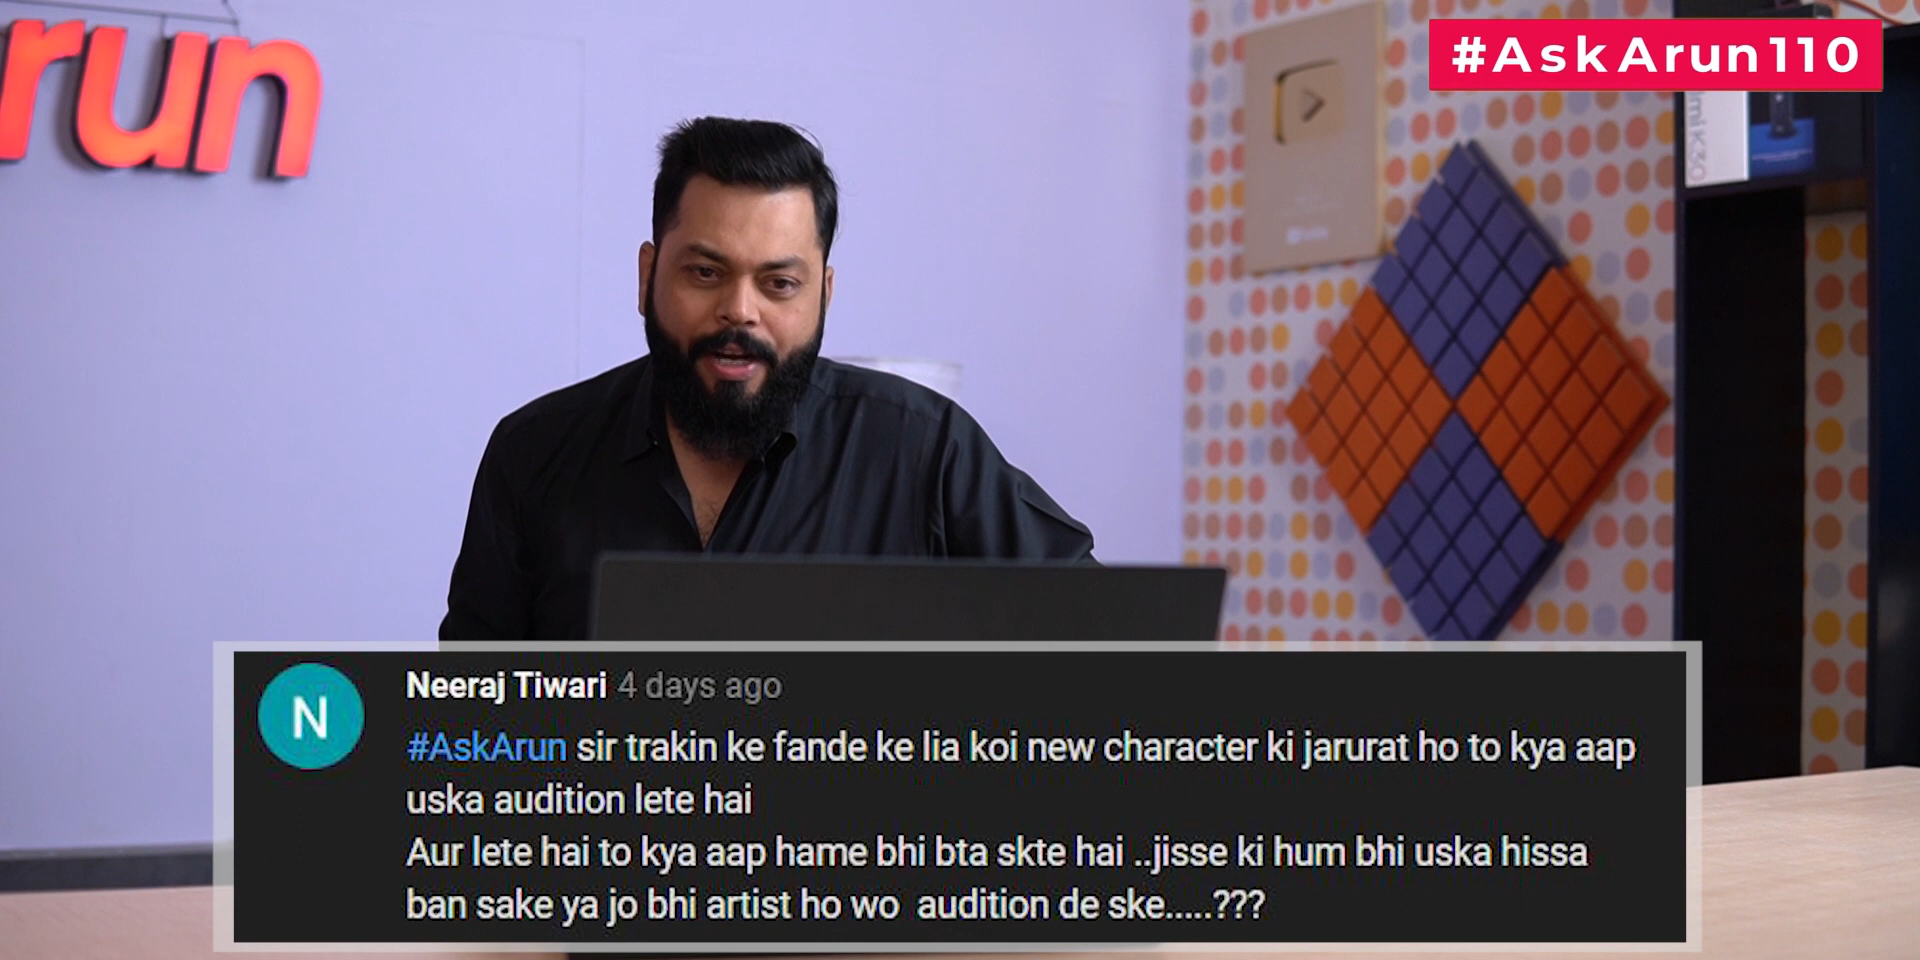 run
#AskArun110
N
Neeraj Tiwari 4 days ago
#AskArun sir trakin ke fande ke lia koi new character ki jarurat ho to kya aap
uska audition lete hai
Aur lete hai to kya aap hame bhi bta skte hai ..jisse ki hum bhi uska hissa
ban sake ya jo bhi artist ho wo  audition de ske.....???